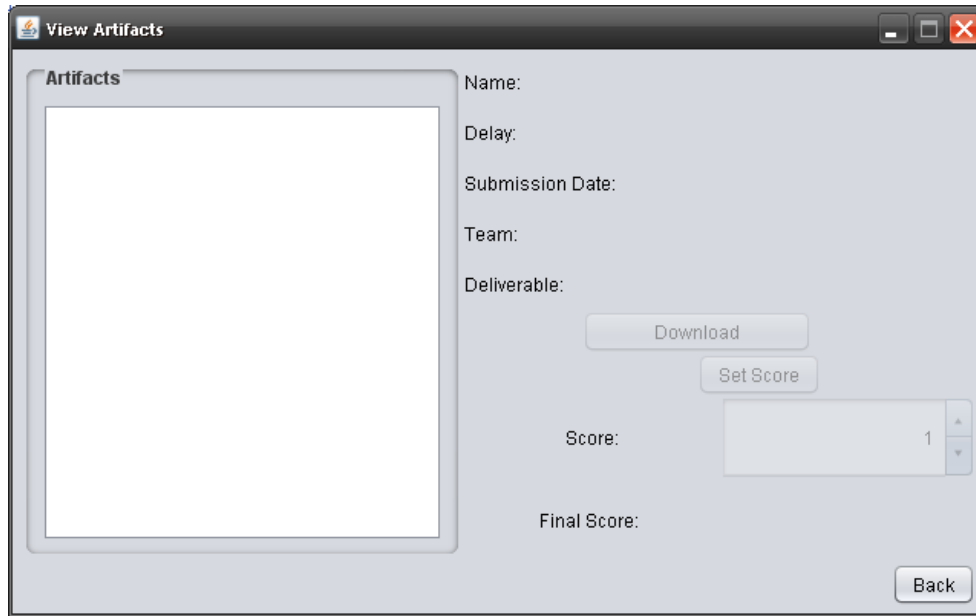 View Artifacts
Artifacts
Name:
Delay:
Submission Date:
Team:
Deliverable:
Download
Set Score
Score:
1
Final Score:
Back